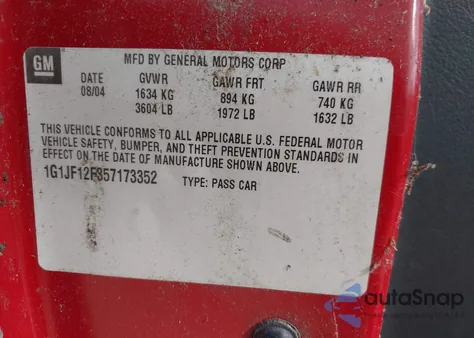 GM
MFD BY GENERAL MOTORS CORP
DATE GVWR GAWR FRT GAWR RR
08/04 1634 KG 894 KG 740 KG
3604 LB 1972 LB 1632 LB
THIS VEHICLE CONFORMS TO ALL APPLICABLE U.S. FEDERAL MOTOR
VEHICLE SAFETY, BUMPER, AND THEFT PREVENTION STANDARDS IN
EFFECT ON THE DATE OF MANUFACTURE SHOWN ABOVE.
1G1JF12F357173352 TYPE: PASS CAR
autoSnap